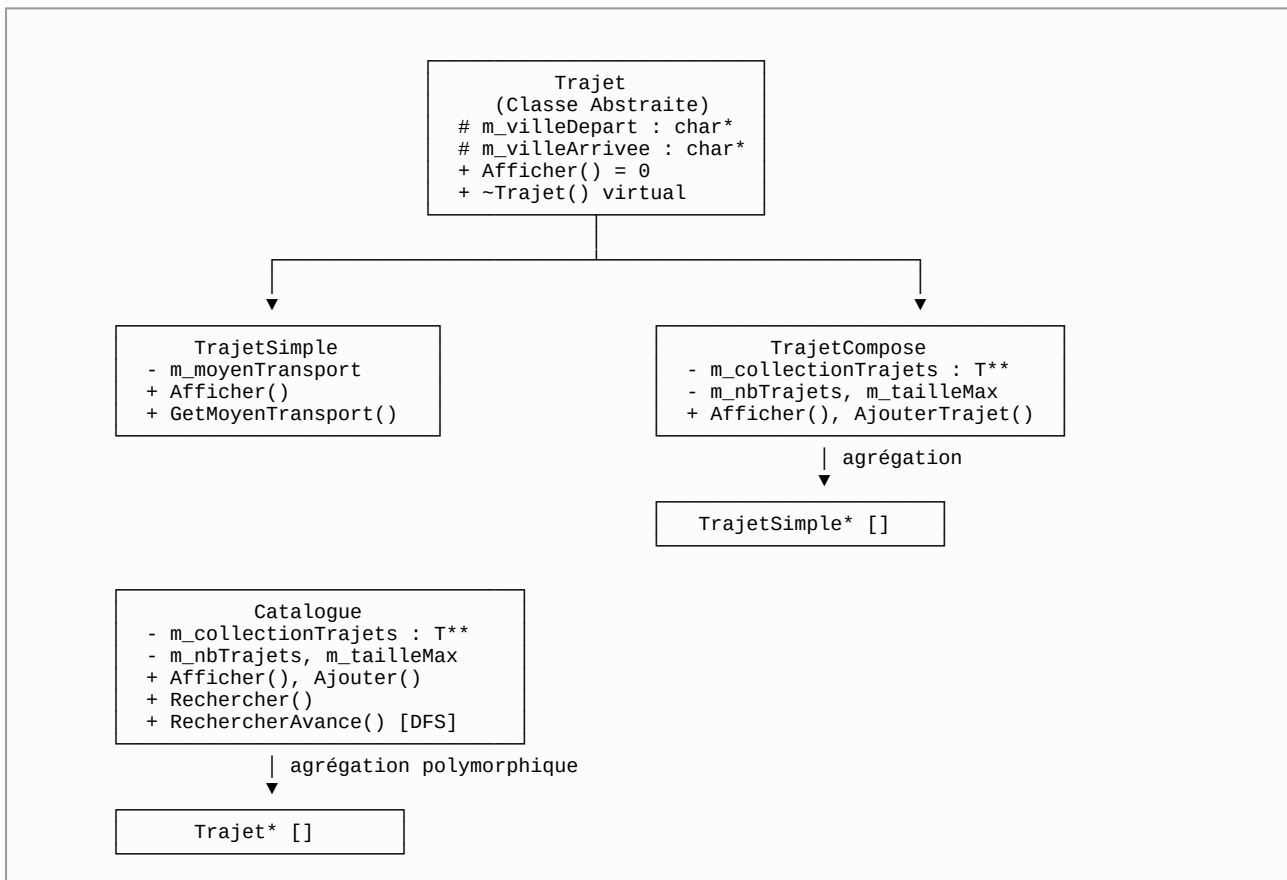 Trajet
(Classe Abstraite)
# m_villeDepart : char*
# m_villeArrivee : char*
+ Afficher() = 0
+ ~Trajet() virtual
TrajetSimple
- m_moyenTransport
+ Afficher()
+ GetMoyenTransport()
TrajetCompose
- m_collectionTrajets : T**
- m_nbTrajets, m_tailleMax
+ Afficher(), AjouterTrajet()
agrégation
TrajetSimple* []
Catalogue
- m_collectionTrajets : T**
- m_nbTrajets, m_tailleMax
+ Afficher(), Ajouter()
+ Rechercher()
+ RechercherAvance() [DFS]
agrégation polymorphique
Trajet* []